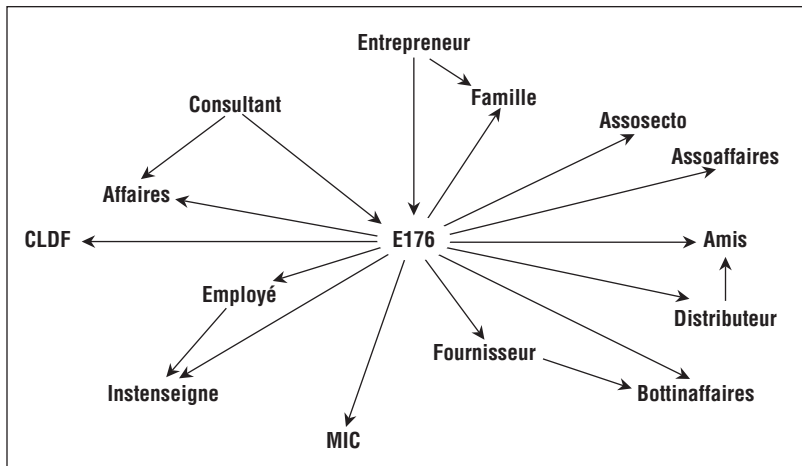 Entrepreneur
Famille
Consultant
Assosecto
Assoaffaires
Affaires
CLDF
E176
Amis
Employé
Distributeur
Fournisseur
Instenseigne
Bottinaffaires
MIC